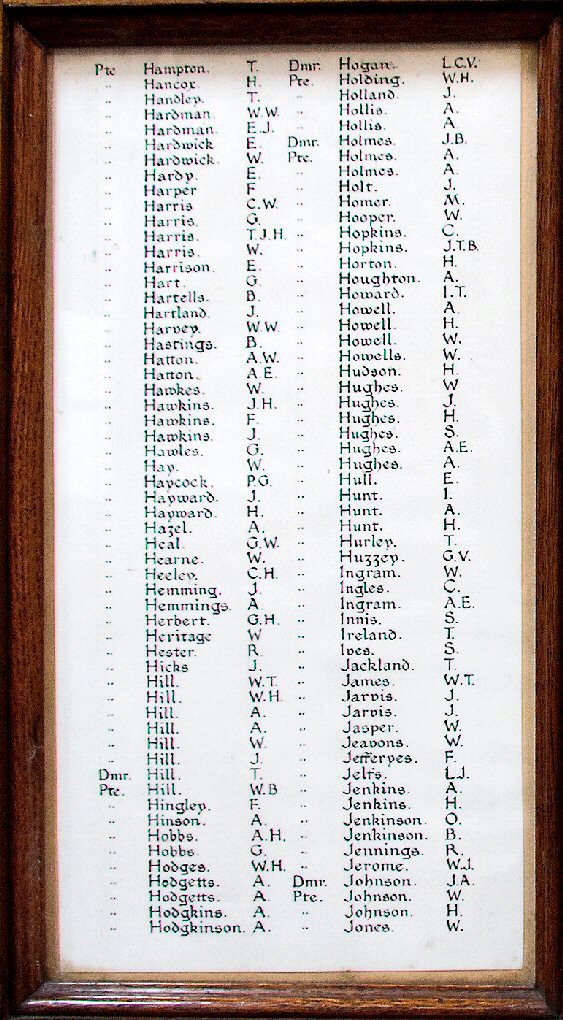 Pte Hampton. T.
" Hancox. H.
" Handley. T.
" Hardman. W.W.
" Hardman. E.J.
" Hardwick E.
" Hardwick. W.
" Hardy. E.
" Harper F
" Harris C.W.
" Harris. G.
" Harris. T.J.H.
" Harris. W.
" Harrison. E.
" Hart. G.
" Hartells. B.
" Hartland. J.
" Harvey. W.W.
" Hastings. B.
" Hatton. A.W.
" Hatton. A.E.
" Hawkes. W.
" Hawkins. J.H.
" Hawkins. F.
" Hawkins. J.
" Hawles. G.
" Hay. W.
" Haycock. P.G.
" Hayward. J.
" Hayward. H.
" Hazel. A.
" Heal. G.W.
" Hearne. W.
" Heeley. C.H.
" Hemming. J.
" Hemmings. A.
" Herbert. G.H.
" Heritage W
" Hester. R.
" Hicks J.
" Hill. W.T.
" Hill. W.H.
" Hill. A.
" Hill. A.
" Hill. W.
" Hill. J.
Dmr. Hill. T.
Pte. Hill. W.B
" Hingley. F.
" Hinson. A.
" Hobbs. A.H.
" Hobbs. G.
" Hodges. W.H.
" Hodgetts. A.
" Hodgetts. A.
" Hodgkins. A.
" Hodgkinson. A.
Dmr. Hogan. L.C.V.
Pte. Holding. W.H.
" Holland. J.
" Hollis. A.
" Hollis. A.
Dmr. Holmes. J.B.
Pte. Holmes. A.
" Holmes. A.
" Holt. J.
" Homer. M.
" Hooper. W.
" Hopkins. C.
" Hopkins. J.T.B.
" Horton. H.
" Houghton. A.
" Howard. I.T.
" Howell. A.
" Howell. H.
" Howell. W.
" Howells. W.
" Hudson. H.
" Hughes. W
" Hughes. J.
" Hughes. H.
" Hughes. S.
" Hughes. A.E.
" Hughes. A.
" Hull. E.
" Hunt. I.
" Hunt. A.
" Hunt. H.
" Hurley. T.
" Huzzey. G.V.
" Ingram. W.
" Ingles. C.
" Ingram. A.E.
" Innis. S.
" Ireland. T.
" Ives. S.
" Jackland. T.
" James. W.T.
" Jarvis. J.
" Jarvis. J.
" Jasper. W.
" Jeavons. W.
" Jefferyes. F.
" Jelfs. L.J.
" Jenkins. A.
" Jenkins. H.
" Jenkinson. O.
" Jenkinson. B.
" Jennings. R.
" Jerome. W.J.
Dmr. Johnson. J.A.
Pte. Johnson. W.
" Johnson. H.
" Jones. W.